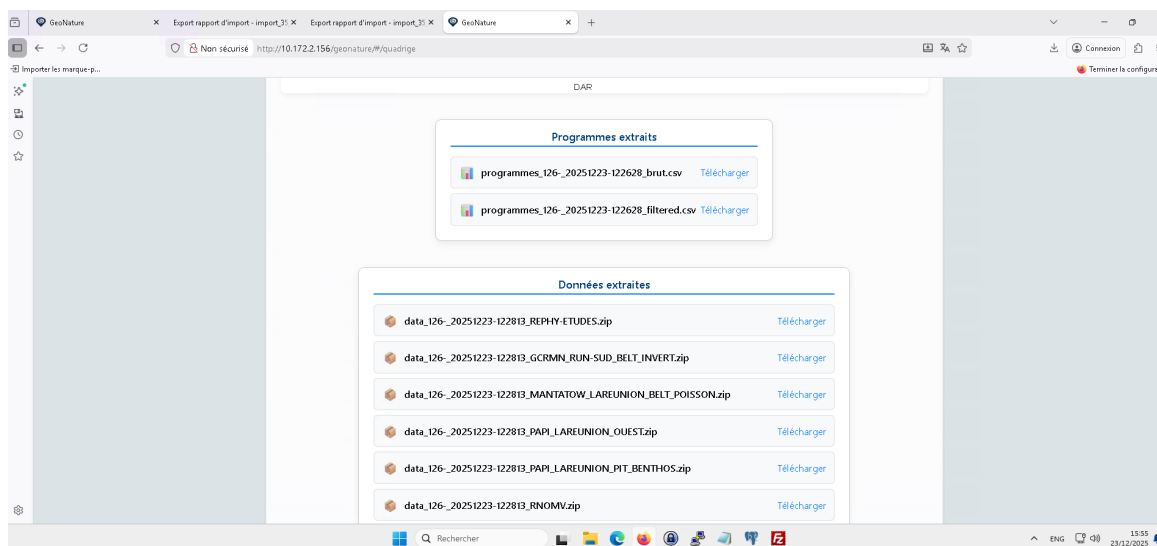 GeoNature
Export rapport d'import - import_35
Export rapport d'import - import_35
GeoNature
Non sécurisé
http://10.172.2.156/geonature/#/quadrige
Connexion
Importer les marque-p...
Terminer la configura
DAR
Programmes extraits
programmes_126-_20251223-122628_brut.csv Télécharger
programmes_126-_20251223-122628_filtered.csv Télécharger
Données extraites
data_126-_20251223-122813_REPHY-ETUDES.zip Télécharger
data_126-_20251223-122813_GCRMN_RUN-SUD_BELT_INVERT.zip Télécharger
data_126-_20251223-122813_MANTATOW_LAREUNION_BELT_POISSON.zip Télécharger
data_126-_20251223-122813_PAPI_LAREUNION_OUEST.zip Télécharger
data_126-_20251223-122813_PAPI_LAREUNION_PIT_BENTHOS.zip Télécharger
data_126-_20251223-122813_RNOMV.zip Télécharger
Rechercher
ENG
15:55
23/12/2025